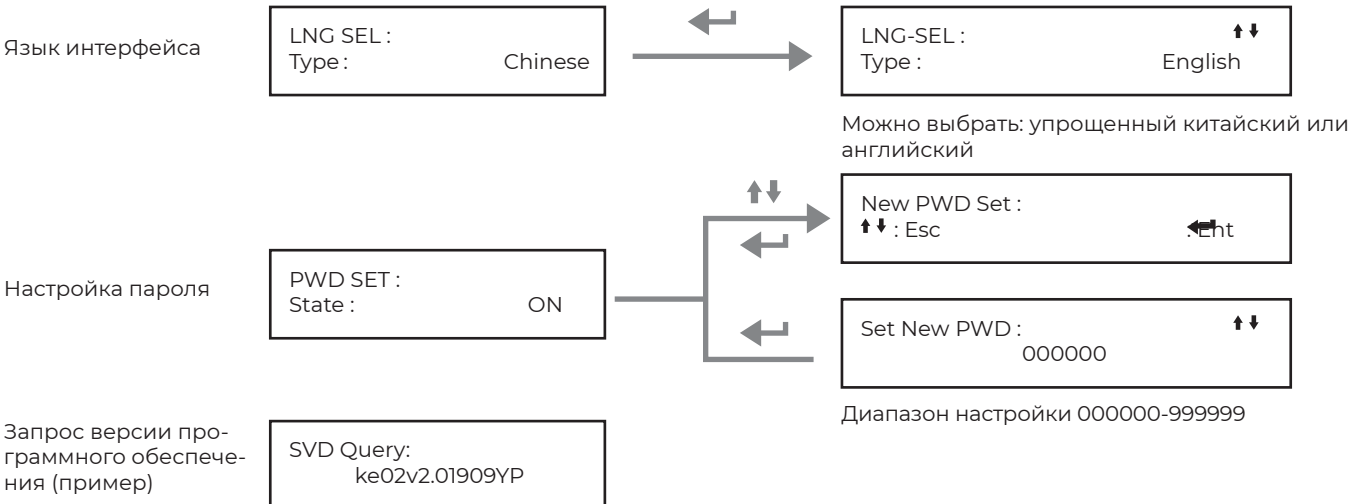 Язык интерфейса
LNG SEL :
Type : Chinese
LNG-SEL :
Type : English
Можно выбрать: упрощенный китайский или
английский
Настройка пароля
PWD SET :
State : ON
New PWD Set :
: Esc : Ent
Set New PWD :
000000
Диапазон настройки 000000-999999
Запрос версии про-
граммного обеспече-
ния (пример)
SVD Query:
ke02v2.01909YP